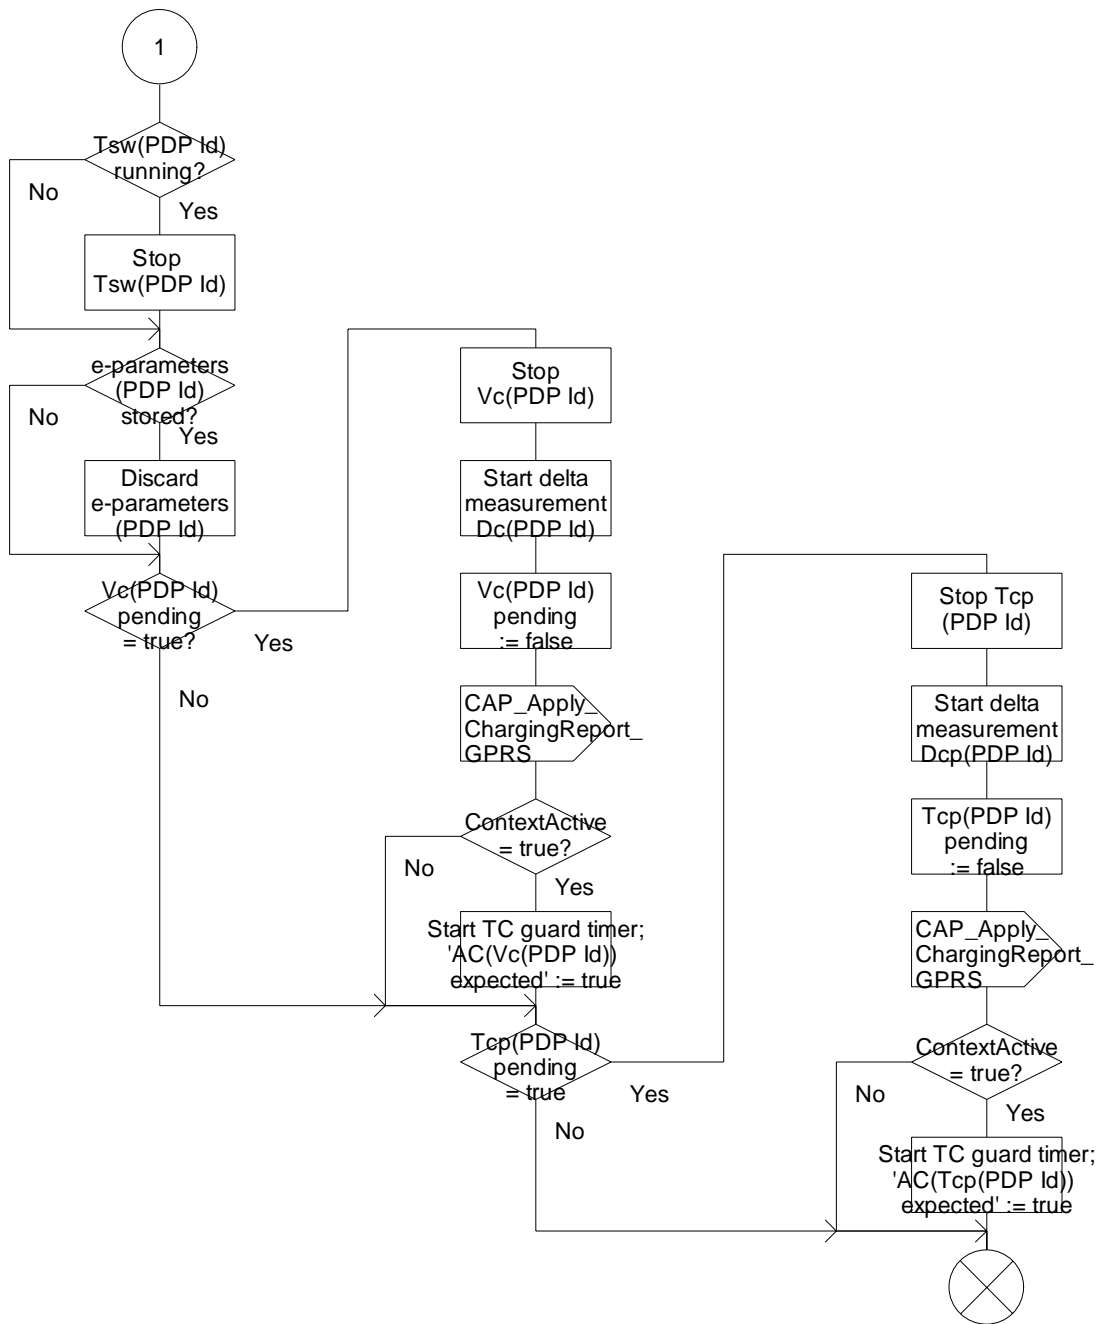 1
Tsw(PDP Id)
running?
No
Yes
Stop
Tsw(PDP Id)
e-parameters
(PDP Id)
stored?
No
Yes
Discard
e-parameters
(PDP Id)
Vc(PDP Id)
pending
= true?
Yes
No
Stop
Vc(PDP Id)
Start delta
measurement
Dc(PDP Id)
Vc(PDP Id)
pending
:= false
CAP_Apply_
ChargingReport_
GPRS
ContextActive
= true?
No
Yes
Start TC guard timer;
'AC(Vc(PDP Id))
expected' := true
Tcp(PDP Id)
pending
= true
Yes
No
Stop Tcp
(PDP Id)
Start delta
measurement
Dcp(PDP Id)
Tcp(PDP Id)
pending
:= false
CAP_Apply_
ChargingReport_
GPRS
ContextActive
= true?
No
Yes
Start TC guard timer;
'AC(Tcp(PDP Id))
expected' := true